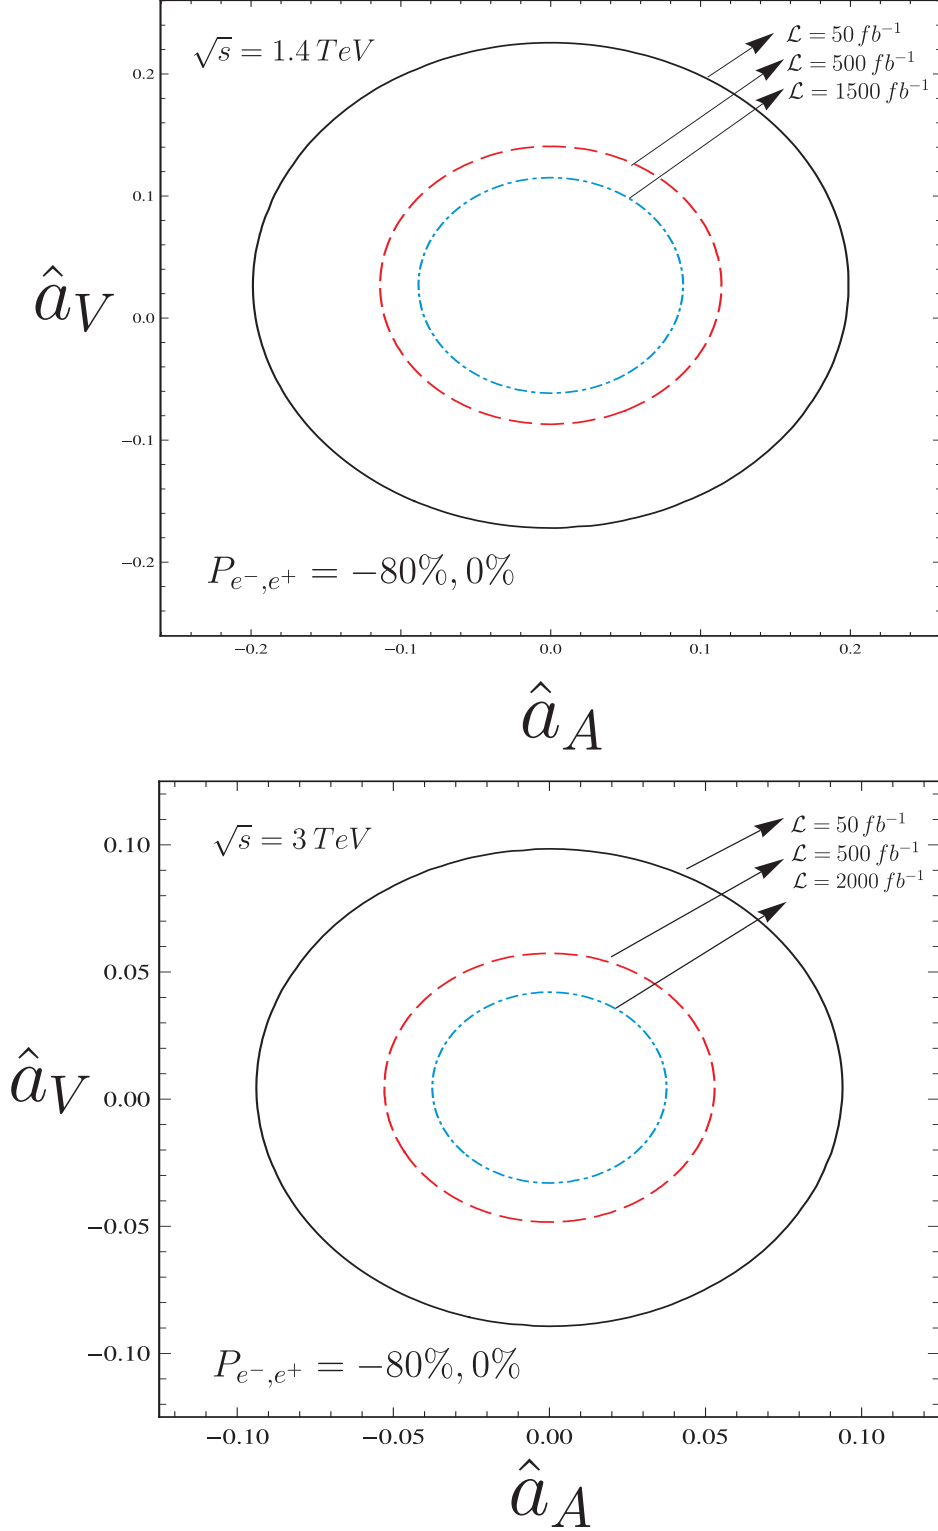 √s = 1.4 TeV
ℒ = 50 fb⁻¹
ℒ = 500 fb⁻¹
ℒ = 1500 fb⁻¹
0.2
0.1
0.0
−0.1
−0.2
â_V
P_{e⁻,e⁺} = −80%, 0%
−0.2 −0.1 0.0 0.1 0.2
â_A
√s = 3 TeV
ℒ = 50 fb⁻¹
ℒ = 500 fb⁻¹
ℒ = 2000 fb⁻¹
0.10
0.05
0.00
−0.05
−0.10
â_V
P_{e⁻,e⁺} = −80%, 0%
−0.10 −0.05 0.00 0.05 0.10
â_A